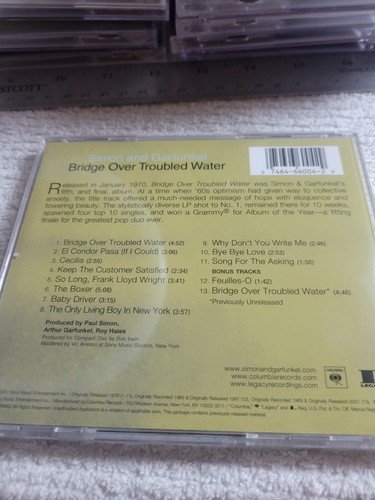 Simon and Garfunkel
Bridge Over Troubled Water
Released in January 1970, Bridge Over Troubled Water was Simon & Garfunkel's
fifth, and final, album. At a time when '60s optimism had given way to collective
anxiety, the title track offered a much-needed message of hope with eloquence and
towering beauty. The stylistically diverse LP shot to No. 1, remained there for 10 weeks,
spawned four top 10 singles, and won a Grammy® for Album of the Year—a fitting
finale for the greatest pop duo ever.
1. Bridge Over Troubled Water (4:52)
2. El Condor Pasa (If I Could) (3:06)
3. Cecilia (2:55)
4. Keep The Customer Satisfied (2:34)
5. So Long, Frank Lloyd Wright (3:41)
6. The Boxer (5:08)
7. Baby Driver (3:15)
8. The Only Living Boy In New York (3:57)
9. Why Don't You Write Me (2:46)
10. Bye Bye Love (2:53)
11. Song For The Asking (1:50)
BONUS TRACKS
12. Feuilles-O (1:42)
13. Bridge Over Troubled Water* (4:46)
*Previously Unreleased
Produced by Paul Simon,
Arthur Garfunkel, Roy Halee
Produced for Compact Disc by Bob Irwin
Mastered by Vic Anesini at Sony Music Studios, New York
www.simonandgarfunkel.com
www.columbiarecords.com
www.legacyrecordings.com